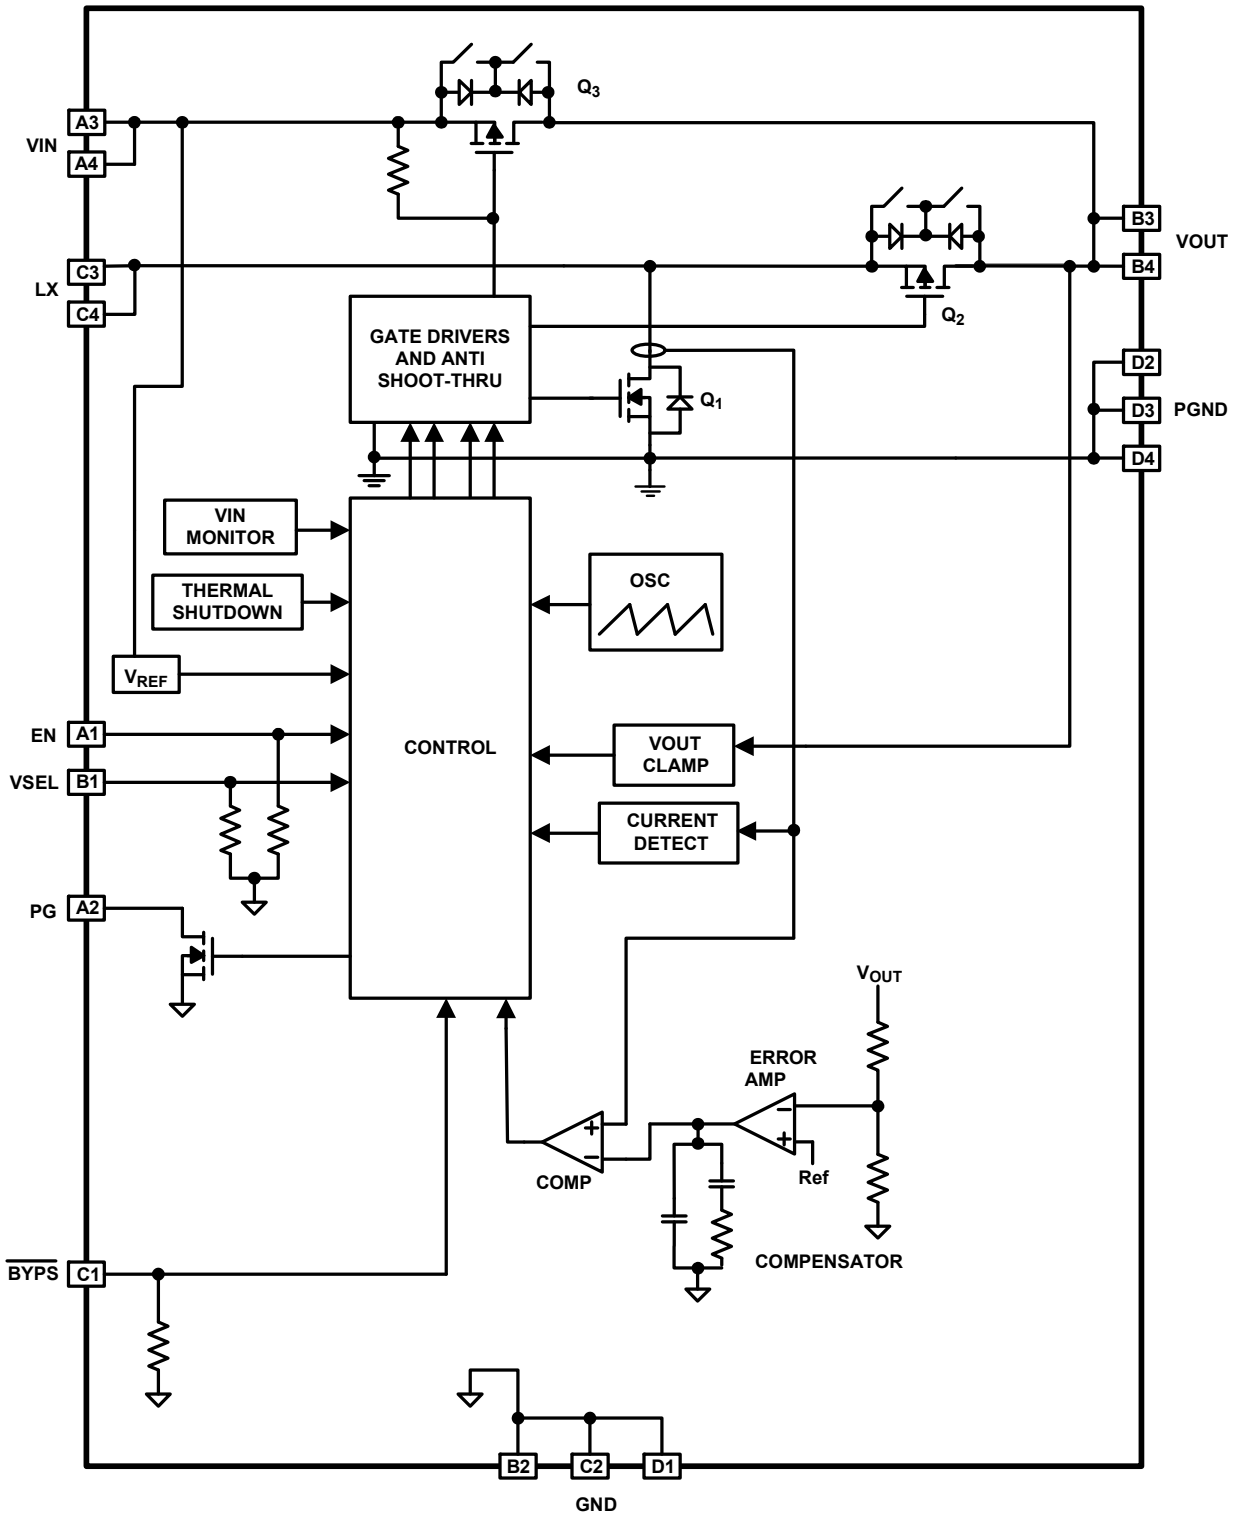 Q3
A3
VIN
A4
B3
VOUT
C3
B4
LX
C4
Q2
GATE DRIVERS
AND ANTI
SHOOT-THRU
D2
Q1
D3
PGND
D4
VIN
MONITOR
OSC
THERMAL
SHUTDOWN
VREF
EN
A1
CONTROL
VOUT
CLAMP
VSEL
B1
CURRENT
DETECT
PG
A2
VOUT
ERROR
AMP
−
+
+
−
COMP
Ref
COMPENSATOR
BYPS
C1
B2
C2
D1
GND